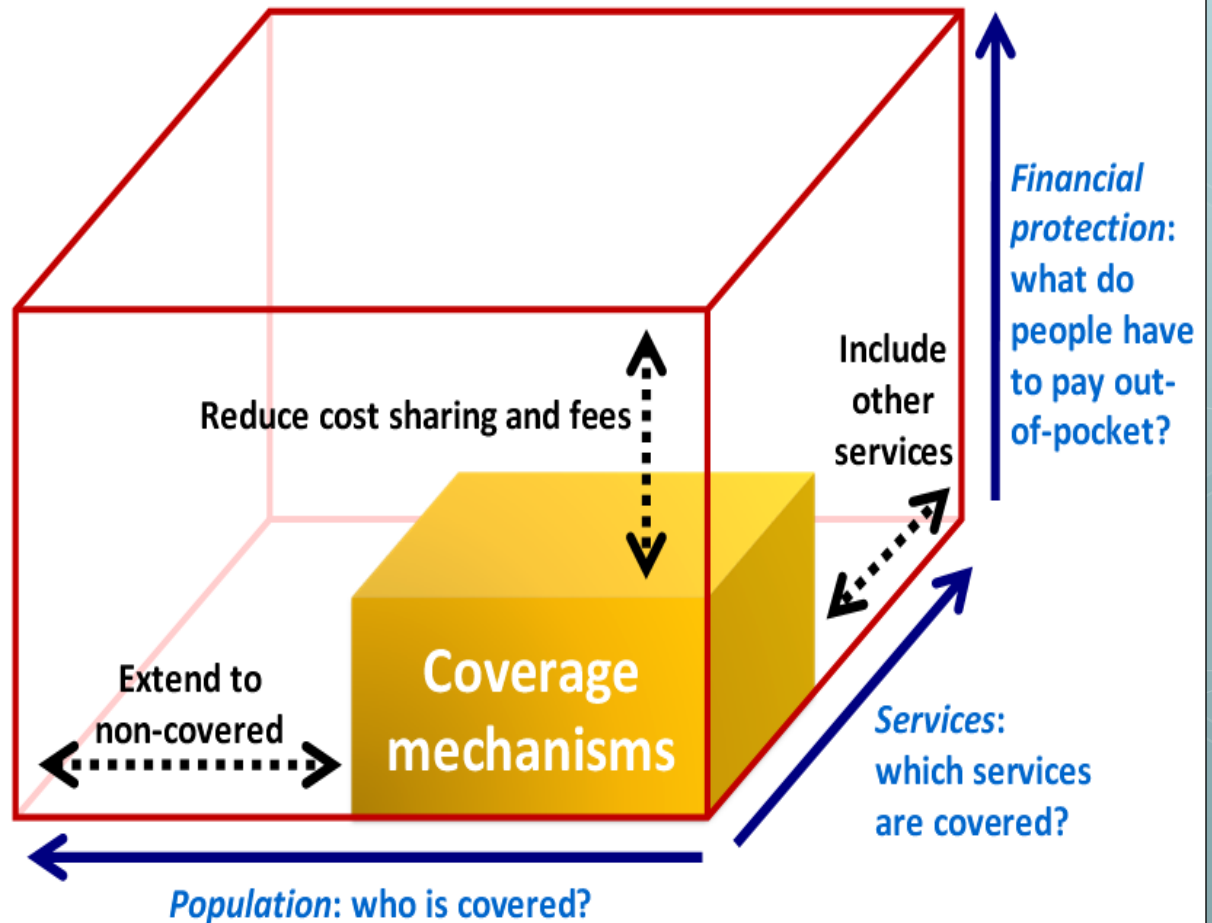 Financial
protection:
what do
people have
to pay out-
of-pocket?
Include
other
services
Reduce cost sharing and fees
Extend to
non-covered
Coverage
mechanisms
Services:
which services
are covered?
Population: who is covered?